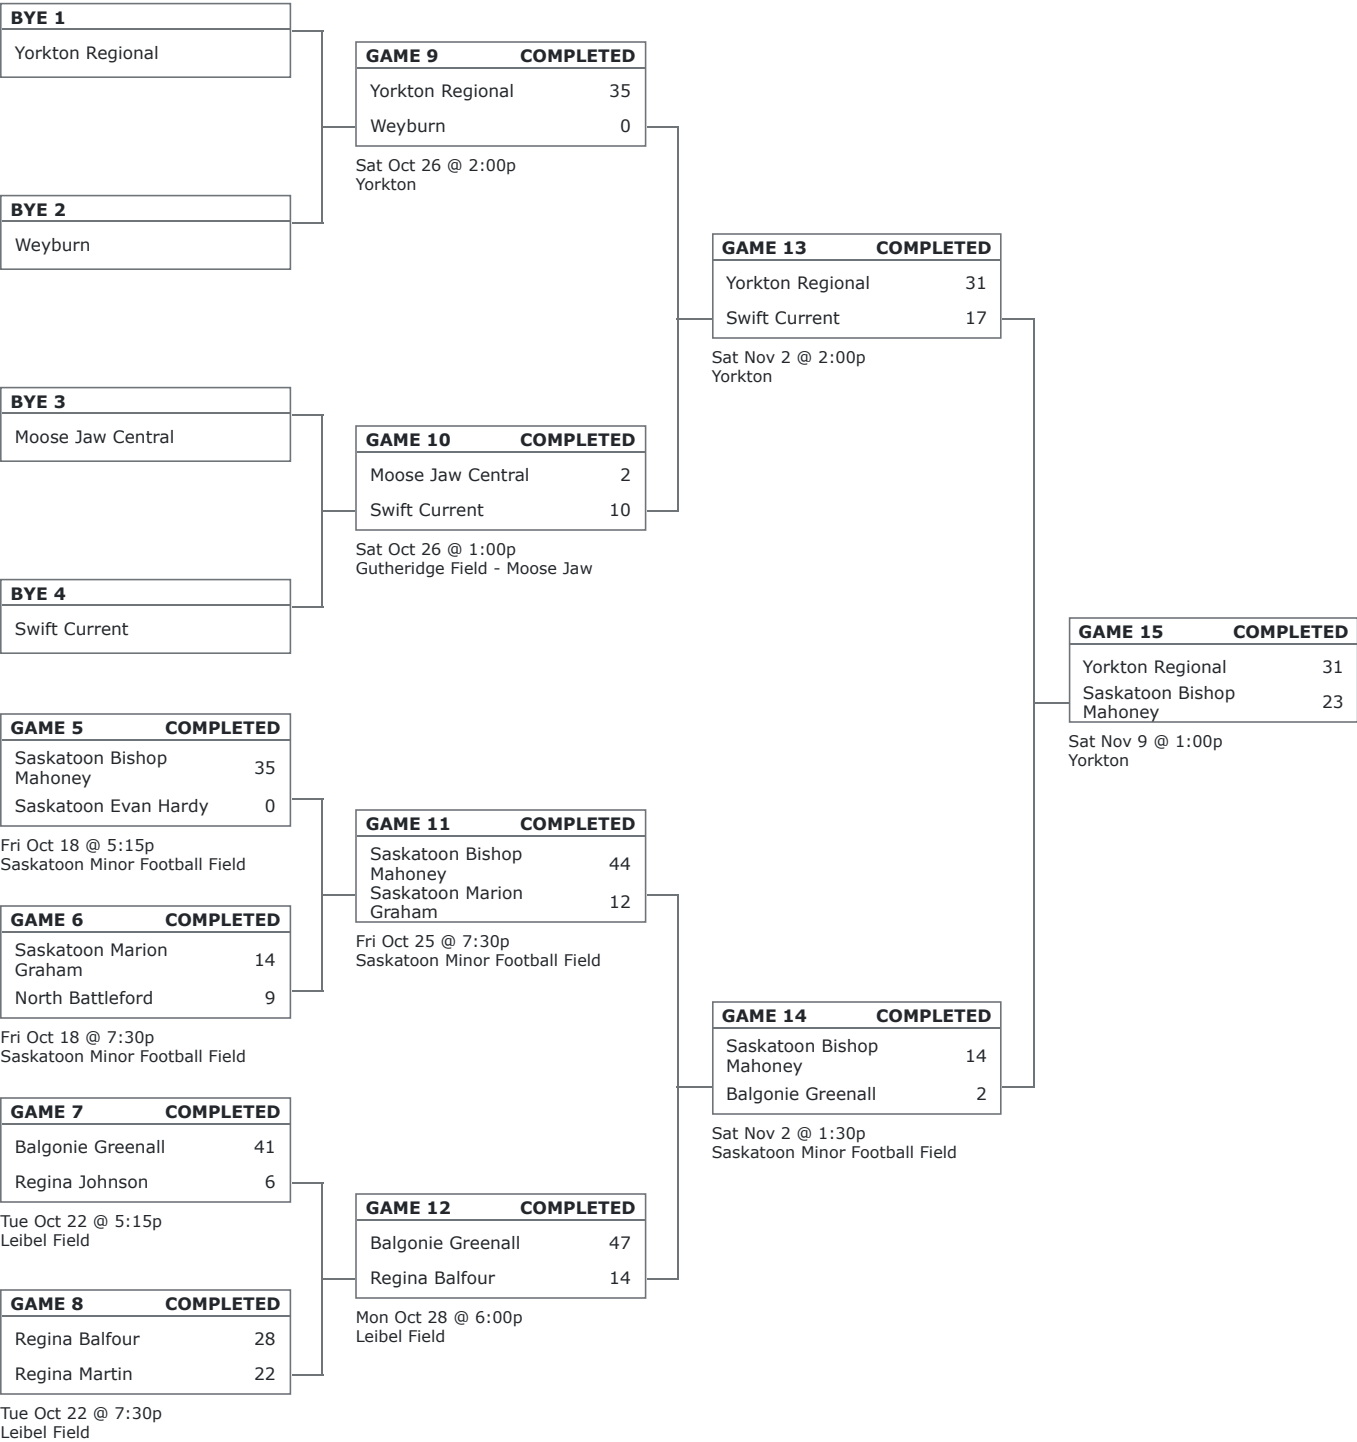 BYE 1
Yorkton Regional
BYE 2
Weyburn
BYE 3
Moose Jaw Central
BYE 4
Swift Current
GAME 5 COMPLETED
Saskatoon Bishop
Mahoney 35
Saskatoon Evan Hardy 0
Fri Oct 18 @ 5:15p
Saskatoon Minor Football Field
GAME 6 COMPLETED
Saskatoon Marion
Graham 14
North Battleford 9
Fri Oct 18 @ 7:30p
Saskatoon Minor Football Field
GAME 7 COMPLETED
Balgonie Greenall 41
Regina Johnson 6
Tue Oct 22 @ 5:15p
Leibel Field
GAME 8 COMPLETED
Regina Balfour 28
Regina Martin 22
Tue Oct 22 @ 7:30p
Leibel Field
GAME 9 COMPLETED
Yorkton Regional 35
Weyburn 0
Sat Oct 26 @ 2:00p
Yorkton
GAME 10 COMPLETED
Moose Jaw Central 2
Swift Current 10
Sat Oct 26 @ 1:00p
Gutheridge Field - Moose Jaw
GAME 11 COMPLETED
Saskatoon Bishop
Mahoney 44
Saskatoon Marion
Graham 12
Fri Oct 25 @ 7:30p
Saskatoon Minor Football Field
GAME 12 COMPLETED
Balgonie Greenall 47
Regina Balfour 14
Mon Oct 28 @ 6:00p
Leibel Field
GAME 13 COMPLETED
Yorkton Regional 31
Swift Current 17
Sat Nov 2 @ 2:00p
Yorkton
GAME 14 COMPLETED
Saskatoon Bishop
Mahoney 14
Balgonie Greenall 2
Sat Nov 2 @ 1:30p
Saskatoon Minor Football Field
GAME 15 COMPLETED
Yorkton Regional 31
Saskatoon Bishop
Mahoney 23
Sat Nov 9 @ 1:00p
Yorkton